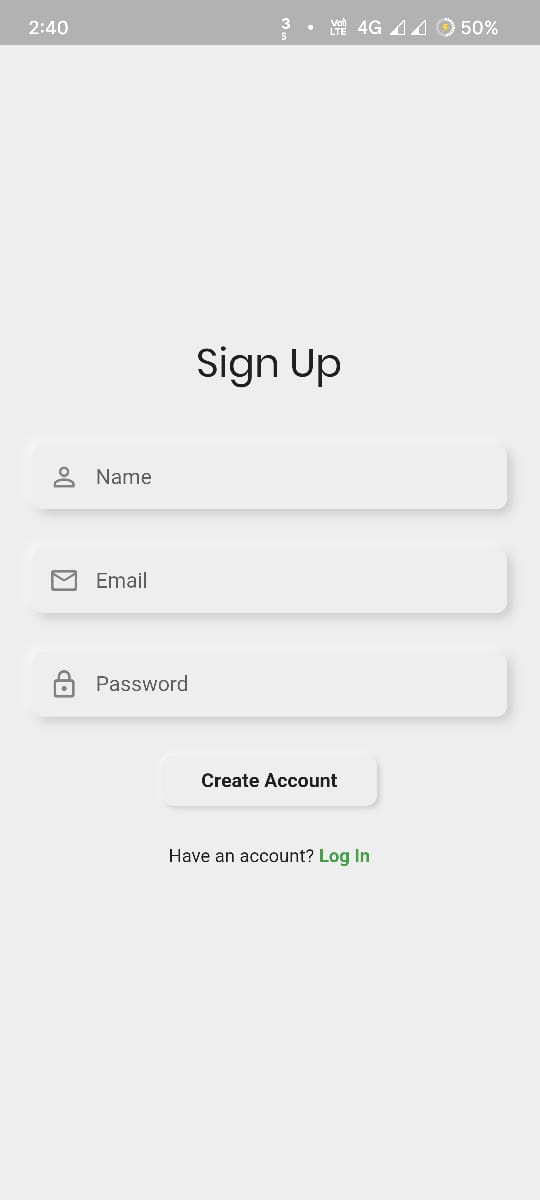 2:40 3 S • Vo) LTE 4G 50%
Sign Up
Name
Email
Password
Create Account
Have an account? Log In